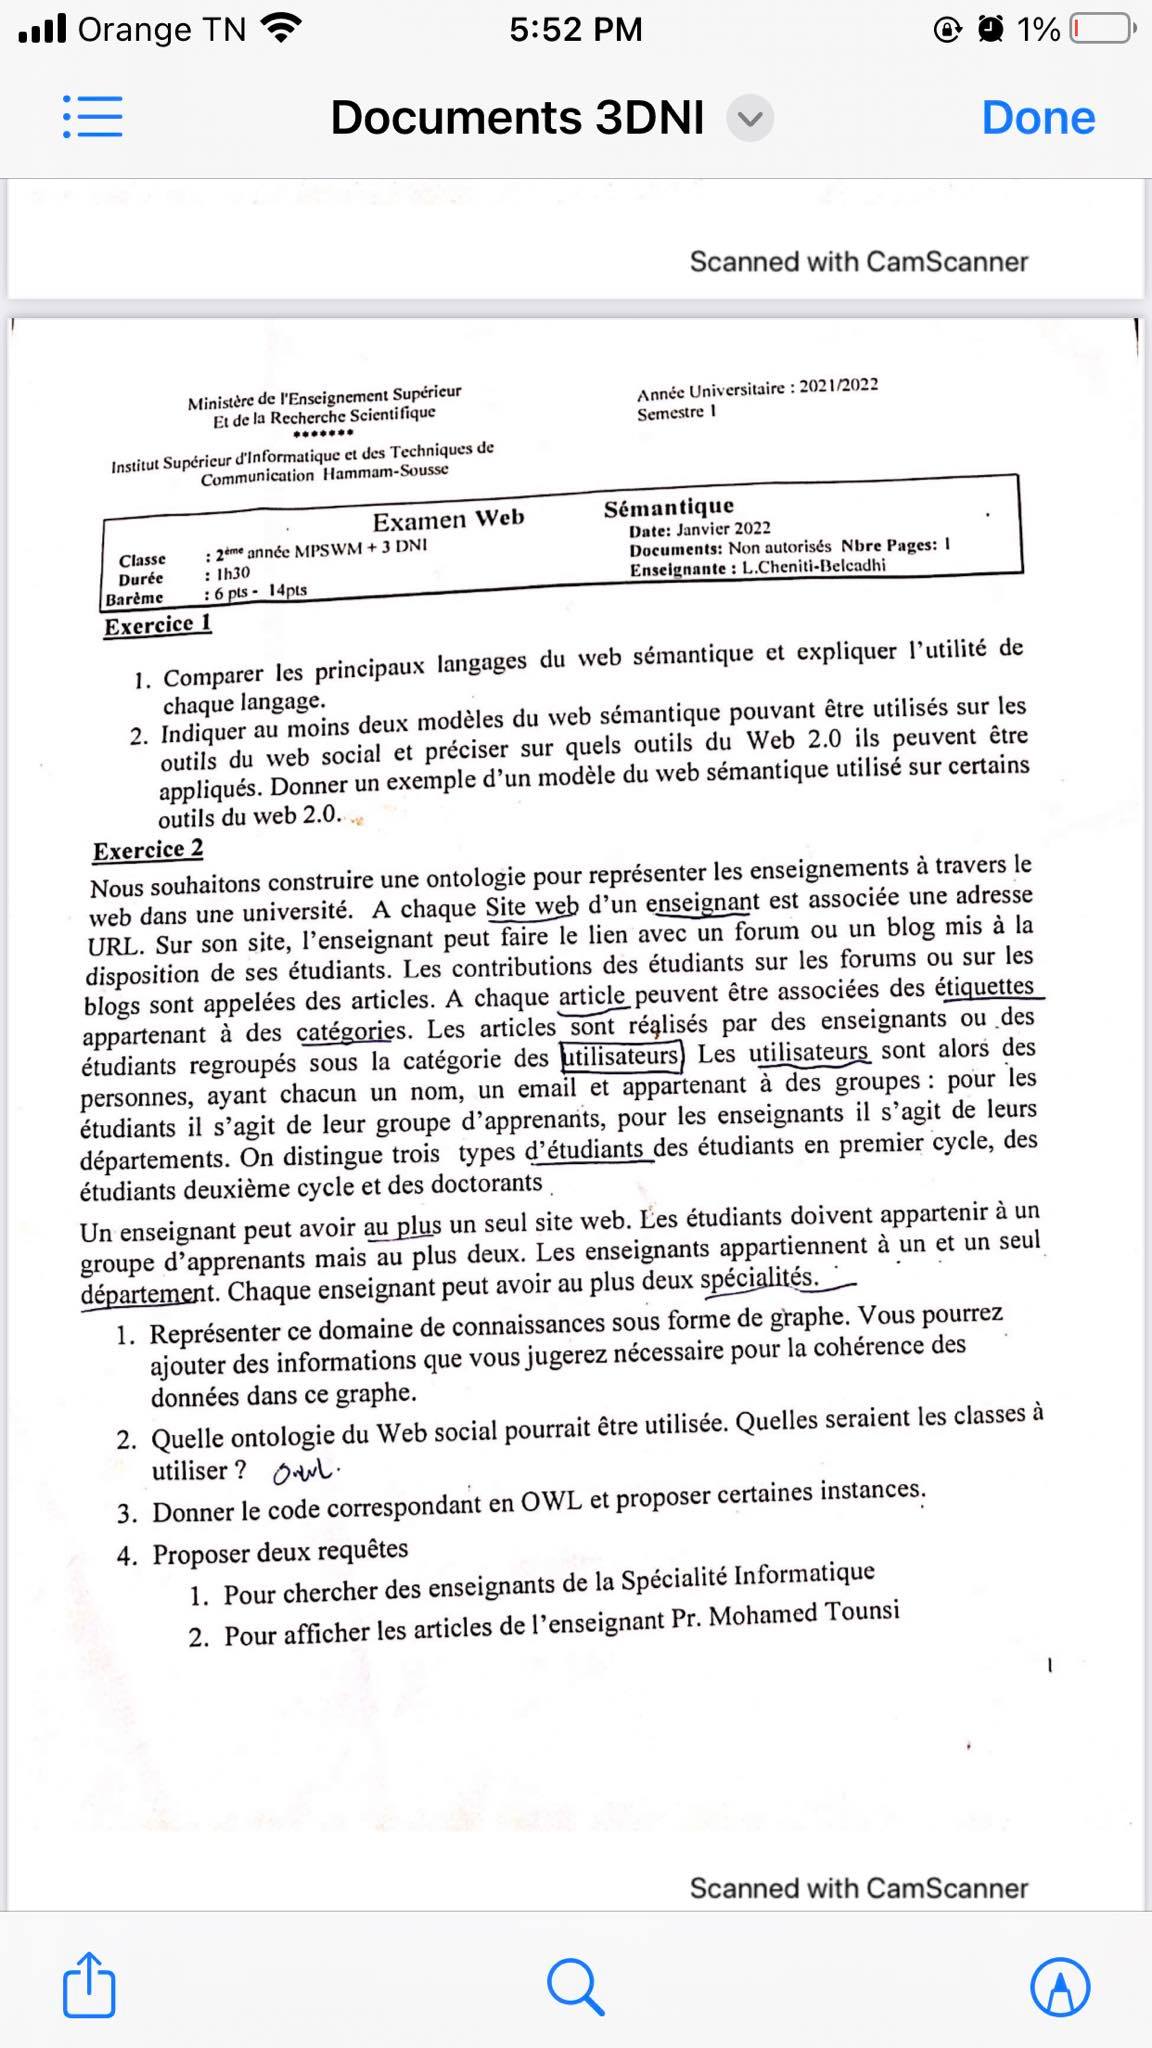 Orange TN
5:52 PM
1%
Documents 3DNI
Done
Scanned with CamScanner
Ministère de l'Enseignement Supérieur
Et de la Recherche Scientifique
*******
Institut Supérieur d'Informatique et des Techniques de
Communication Hammam-Sousse
Année Universitaire : 2021/2022
Semestre 1
Examen Web Sémantique
Classe : 2ème année MPSWM + 3 DNI
Durée : 1h30
Barème : 6 pts - 14pts
Date: Janvier 2022
Documents: Non autorisés Nbre Pages: 1
Enseignante : L.Cheniti-Belcadhi
Exercice 1
1. Comparer les principaux langages du web sémantique et expliquer l'utilité de
chaque langage.
2. Indiquer au moins deux modèles du web sémantique pouvant être utilisés sur les
outils du web social et préciser sur quels outils du Web 2.0 ils peuvent être
appliqués. Donner un exemple d'un modèle du web sémantique utilisé sur certains
outils du web 2.0.
Exercice 2
Nous souhaitons construire une ontologie pour représenter les enseignements à travers le
web dans une université. A chaque Site web d'un enseignant est associée une adresse
URL. Sur son site, l'enseignant peut faire le lien avec un forum ou un blog mis à la
disposition de ses étudiants. Les contributions des étudiants sur les forums ou sur les
blogs sont appelées des articles. A chaque article peuvent être associées des étiquettes
appartenant à des catégories. Les articles sont réalisés par des enseignants ou des
étudiants regroupés sous la catégorie des utilisateurs. Les utilisateurs sont alors des
personnes, ayant chacun un nom, un email et appartenant à des groupes : pour les
étudiants il s'agit de leur groupe d'apprenants, pour les enseignants il s'agit de leurs
départements. On distingue trois types d'étudiants des étudiants en premier cycle, des
étudiants deuxième cycle et des doctorants.
Un enseignant peut avoir au plus un seul site web. Les étudiants doivent appartenir à un
groupe d'apprenants mais au plus deux. Les enseignants appartiennent à un et un seul
département. Chaque enseignant peut avoir au plus deux spécialités.
1. Représenter ce domaine de connaissances sous forme de graphe. Vous pourrez
ajouter des informations que vous jugerez nécessaire pour la cohérence des
données dans ce graphe.
2. Quelle ontologie du Web social pourrait être utilisée. Quelles seraient les classes à
utiliser ? owl.
3. Donner le code correspondant en OWL et proposer certaines instances.
4. Proposer deux requêtes
1. Pour chercher des enseignants de la Spécialité Informatique
2. Pour afficher les articles de l'enseignant Pr. Mohamed Tounsi
1
Scanned with CamScanner